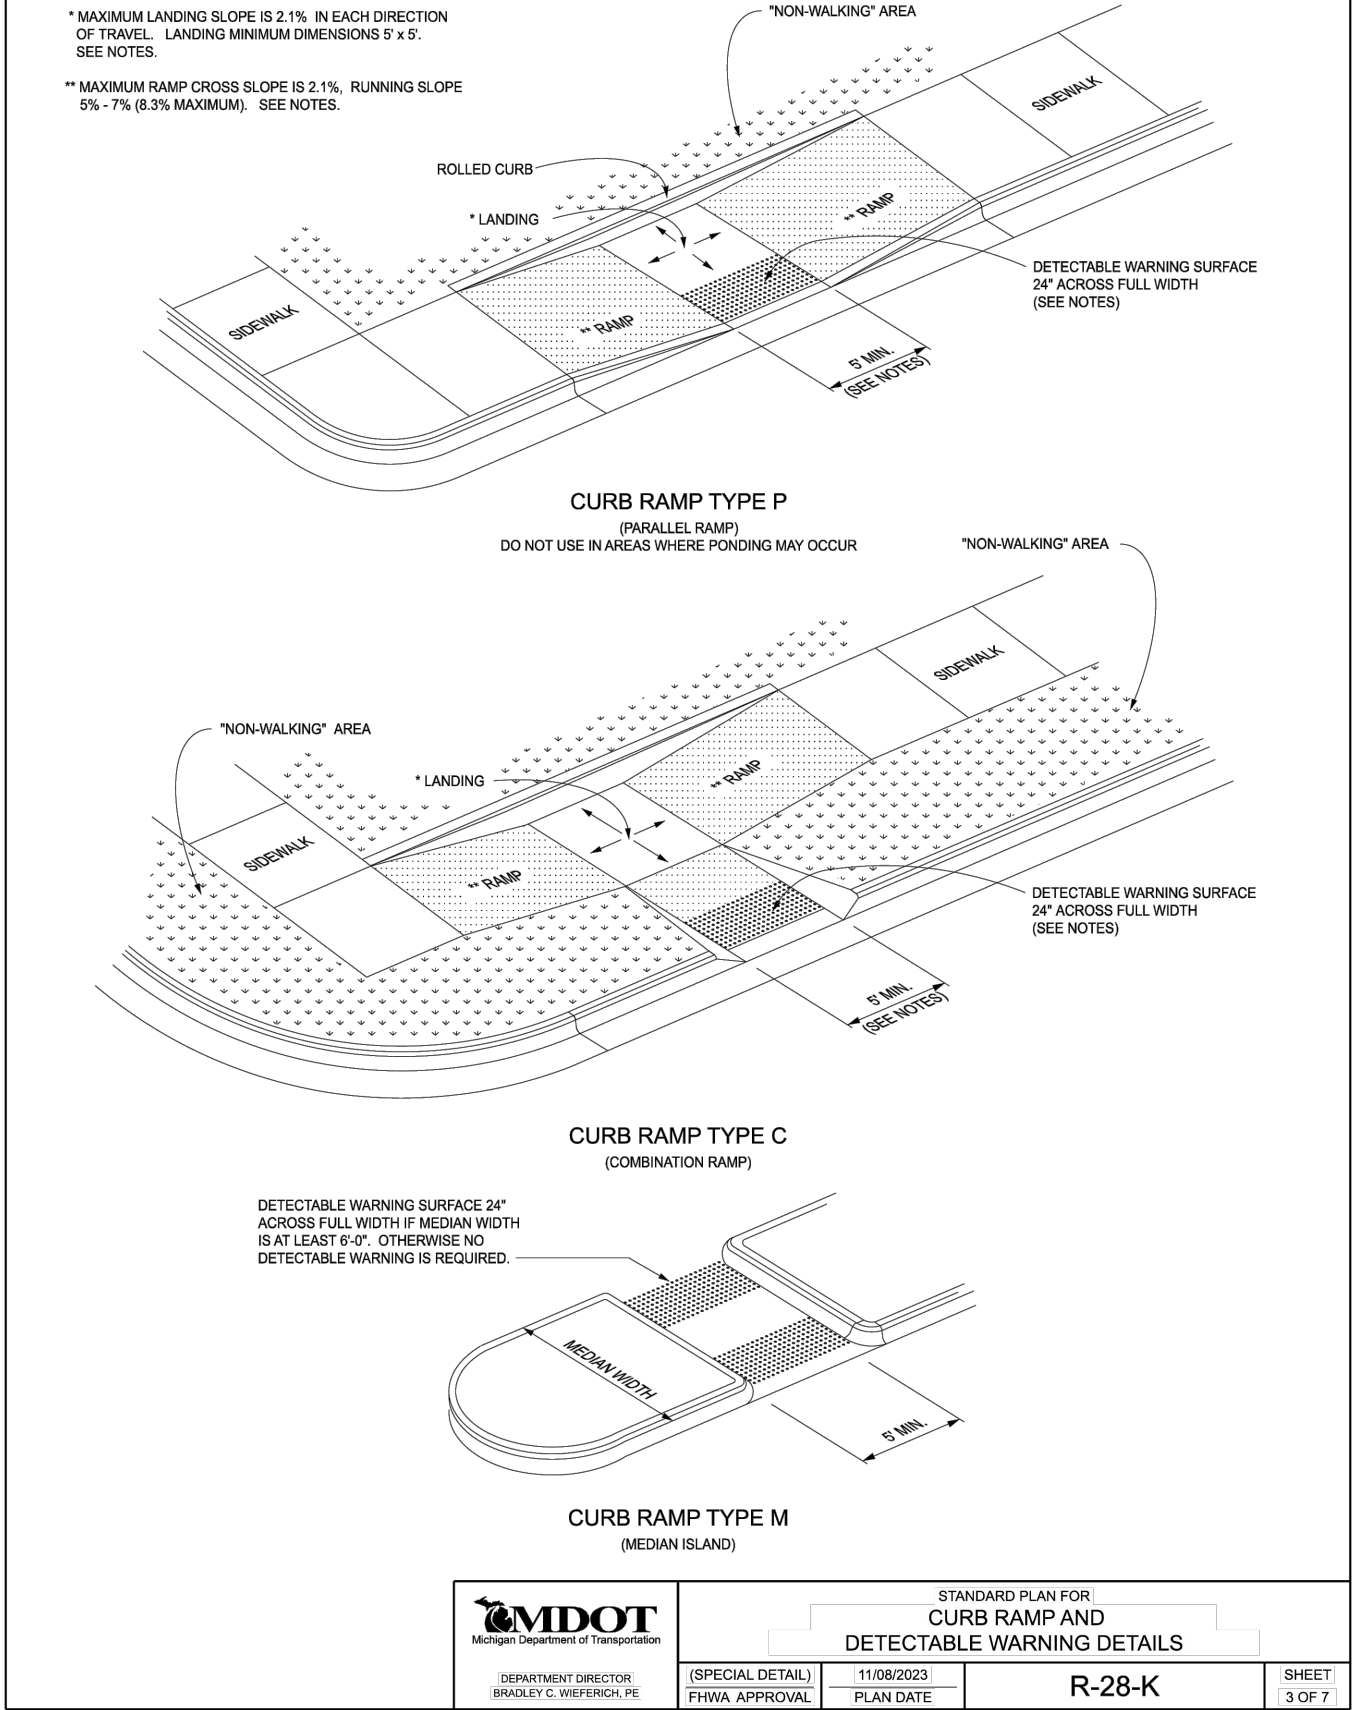 * MAXIMUM LANDING SLOPE IS 2.1% IN EACH DIRECTION
OF TRAVEL. LANDING MINIMUM DIMENSIONS 5' x 5'.
SEE NOTES.
** MAXIMUM RAMP CROSS SLOPE IS 2.1%, RUNNING SLOPE
5% - 7% (8.3% MAXIMUM). SEE NOTES.
"NON-WALKING" AREA
SIDEWALK
ROLLED CURB
* LANDING
** RAMP
DETECTABLE WARNING SURFACE
24" ACROSS FULL WIDTH
(SEE NOTES)
SIDEWALK
** RAMP
5' MIN.
(SEE NOTES)
CURB RAMP TYPE P
(PARALLEL RAMP)
DO NOT USE IN AREAS WHERE PONDING MAY OCCUR
"NON-WALKING" AREA
SIDEWALK
"NON-WALKING" AREA
* LANDING
** RAMP
SIDEWALK
** RAMP
DETECTABLE WARNING SURFACE
24" ACROSS FULL WIDTH
(SEE NOTES)
5' MIN.
(SEE NOTES)
CURB RAMP TYPE C
(COMBINATION RAMP)
DETECTABLE WARNING SURFACE 24"
ACROSS FULL WIDTH IF MEDIAN WIDTH
IS AT LEAST 6'-0". OTHERWISE NO
DETECTABLE WARNING IS REQUIRED.
MEDIAN WIDTH
5' MIN.
CURB RAMP TYPE M
(MEDIAN ISLAND)
MDOT
Michigan Department of Transportation
DEPARTMENT DIRECTOR
BRADLEY C. WIEFERICH, PE
STANDARD PLAN FOR
CURB RAMP AND
DETECTABLE WARNING DETAILS
(SPECIAL DETAIL)
FHWA APPROVAL
11/08/2023
PLAN DATE
R-28-K
SHEET
3 OF 7